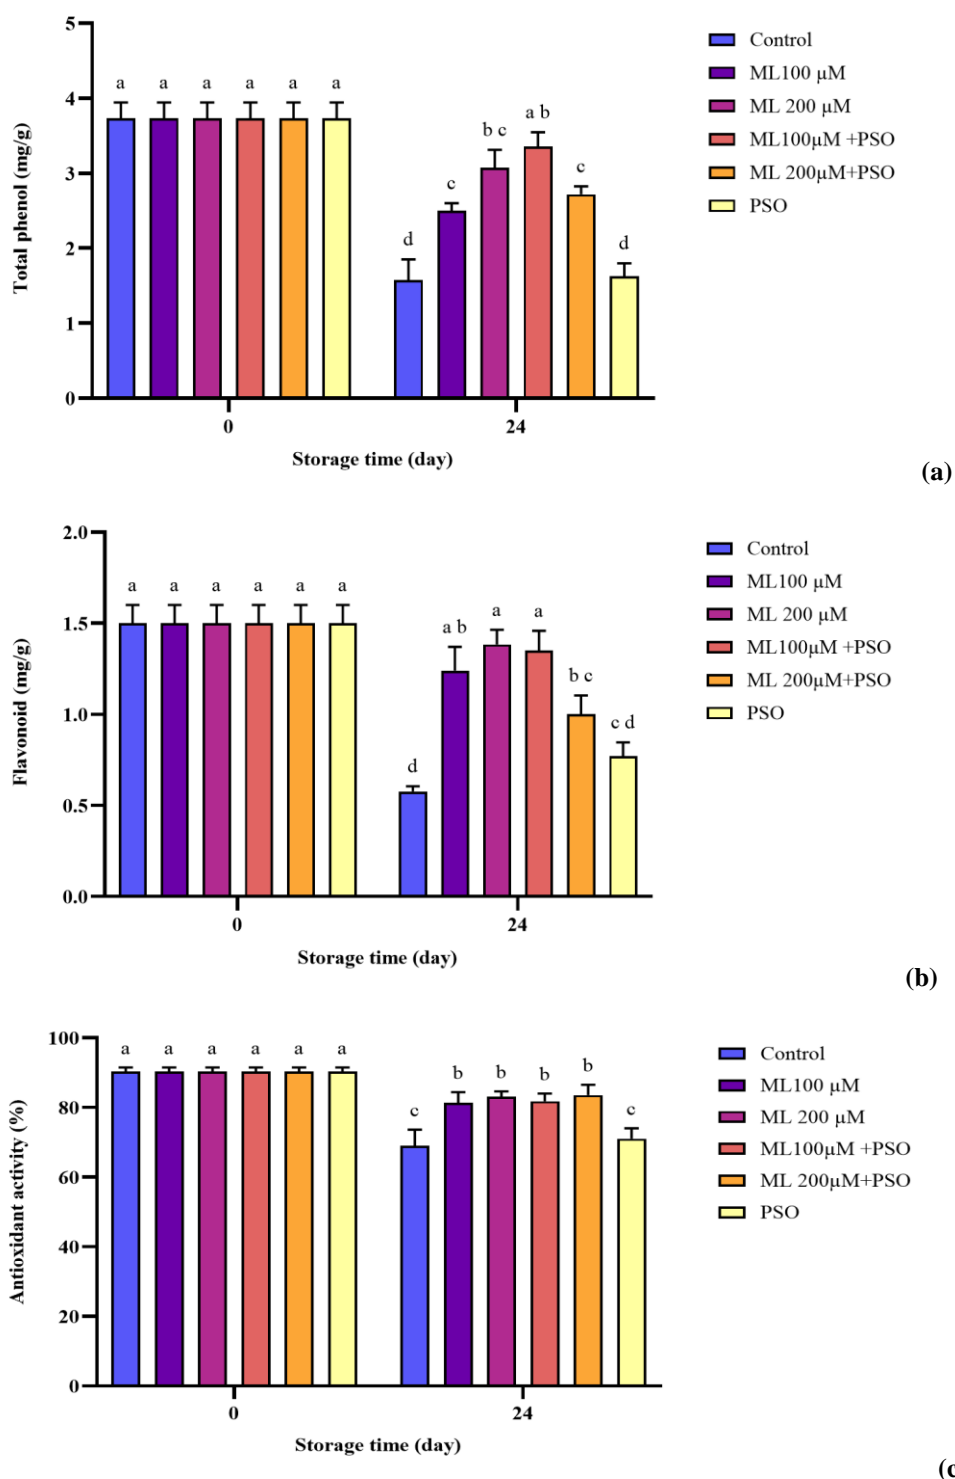 5
4
3
2
1
0
Total phenol (mg/g)
a a a a a a
d c b c a b c d
0 24
Storage time (day)
Control
ML100 µM
ML 200 µM
ML100µM +PSO
ML 200µM+PSO
PSO
(a)
2.0
1.5
1.0
0.5
0.0
Flavonoid (mg/g)
a a a a a a
d a b a a b c c d
0 24
Storage time (day)
Control
ML100 µM
ML 200 µM
ML100µM +PSO
ML 200µM+PSO
PSO
(b)
100
80
60
40
20
0
Antioxidant activity (%)
a a a a a a
c b b b b c
0 24
Storage time (day)
Control
ML100 µM
ML 200 µM
ML100µM +PSO
ML 200µM+PSO
PSO
(c